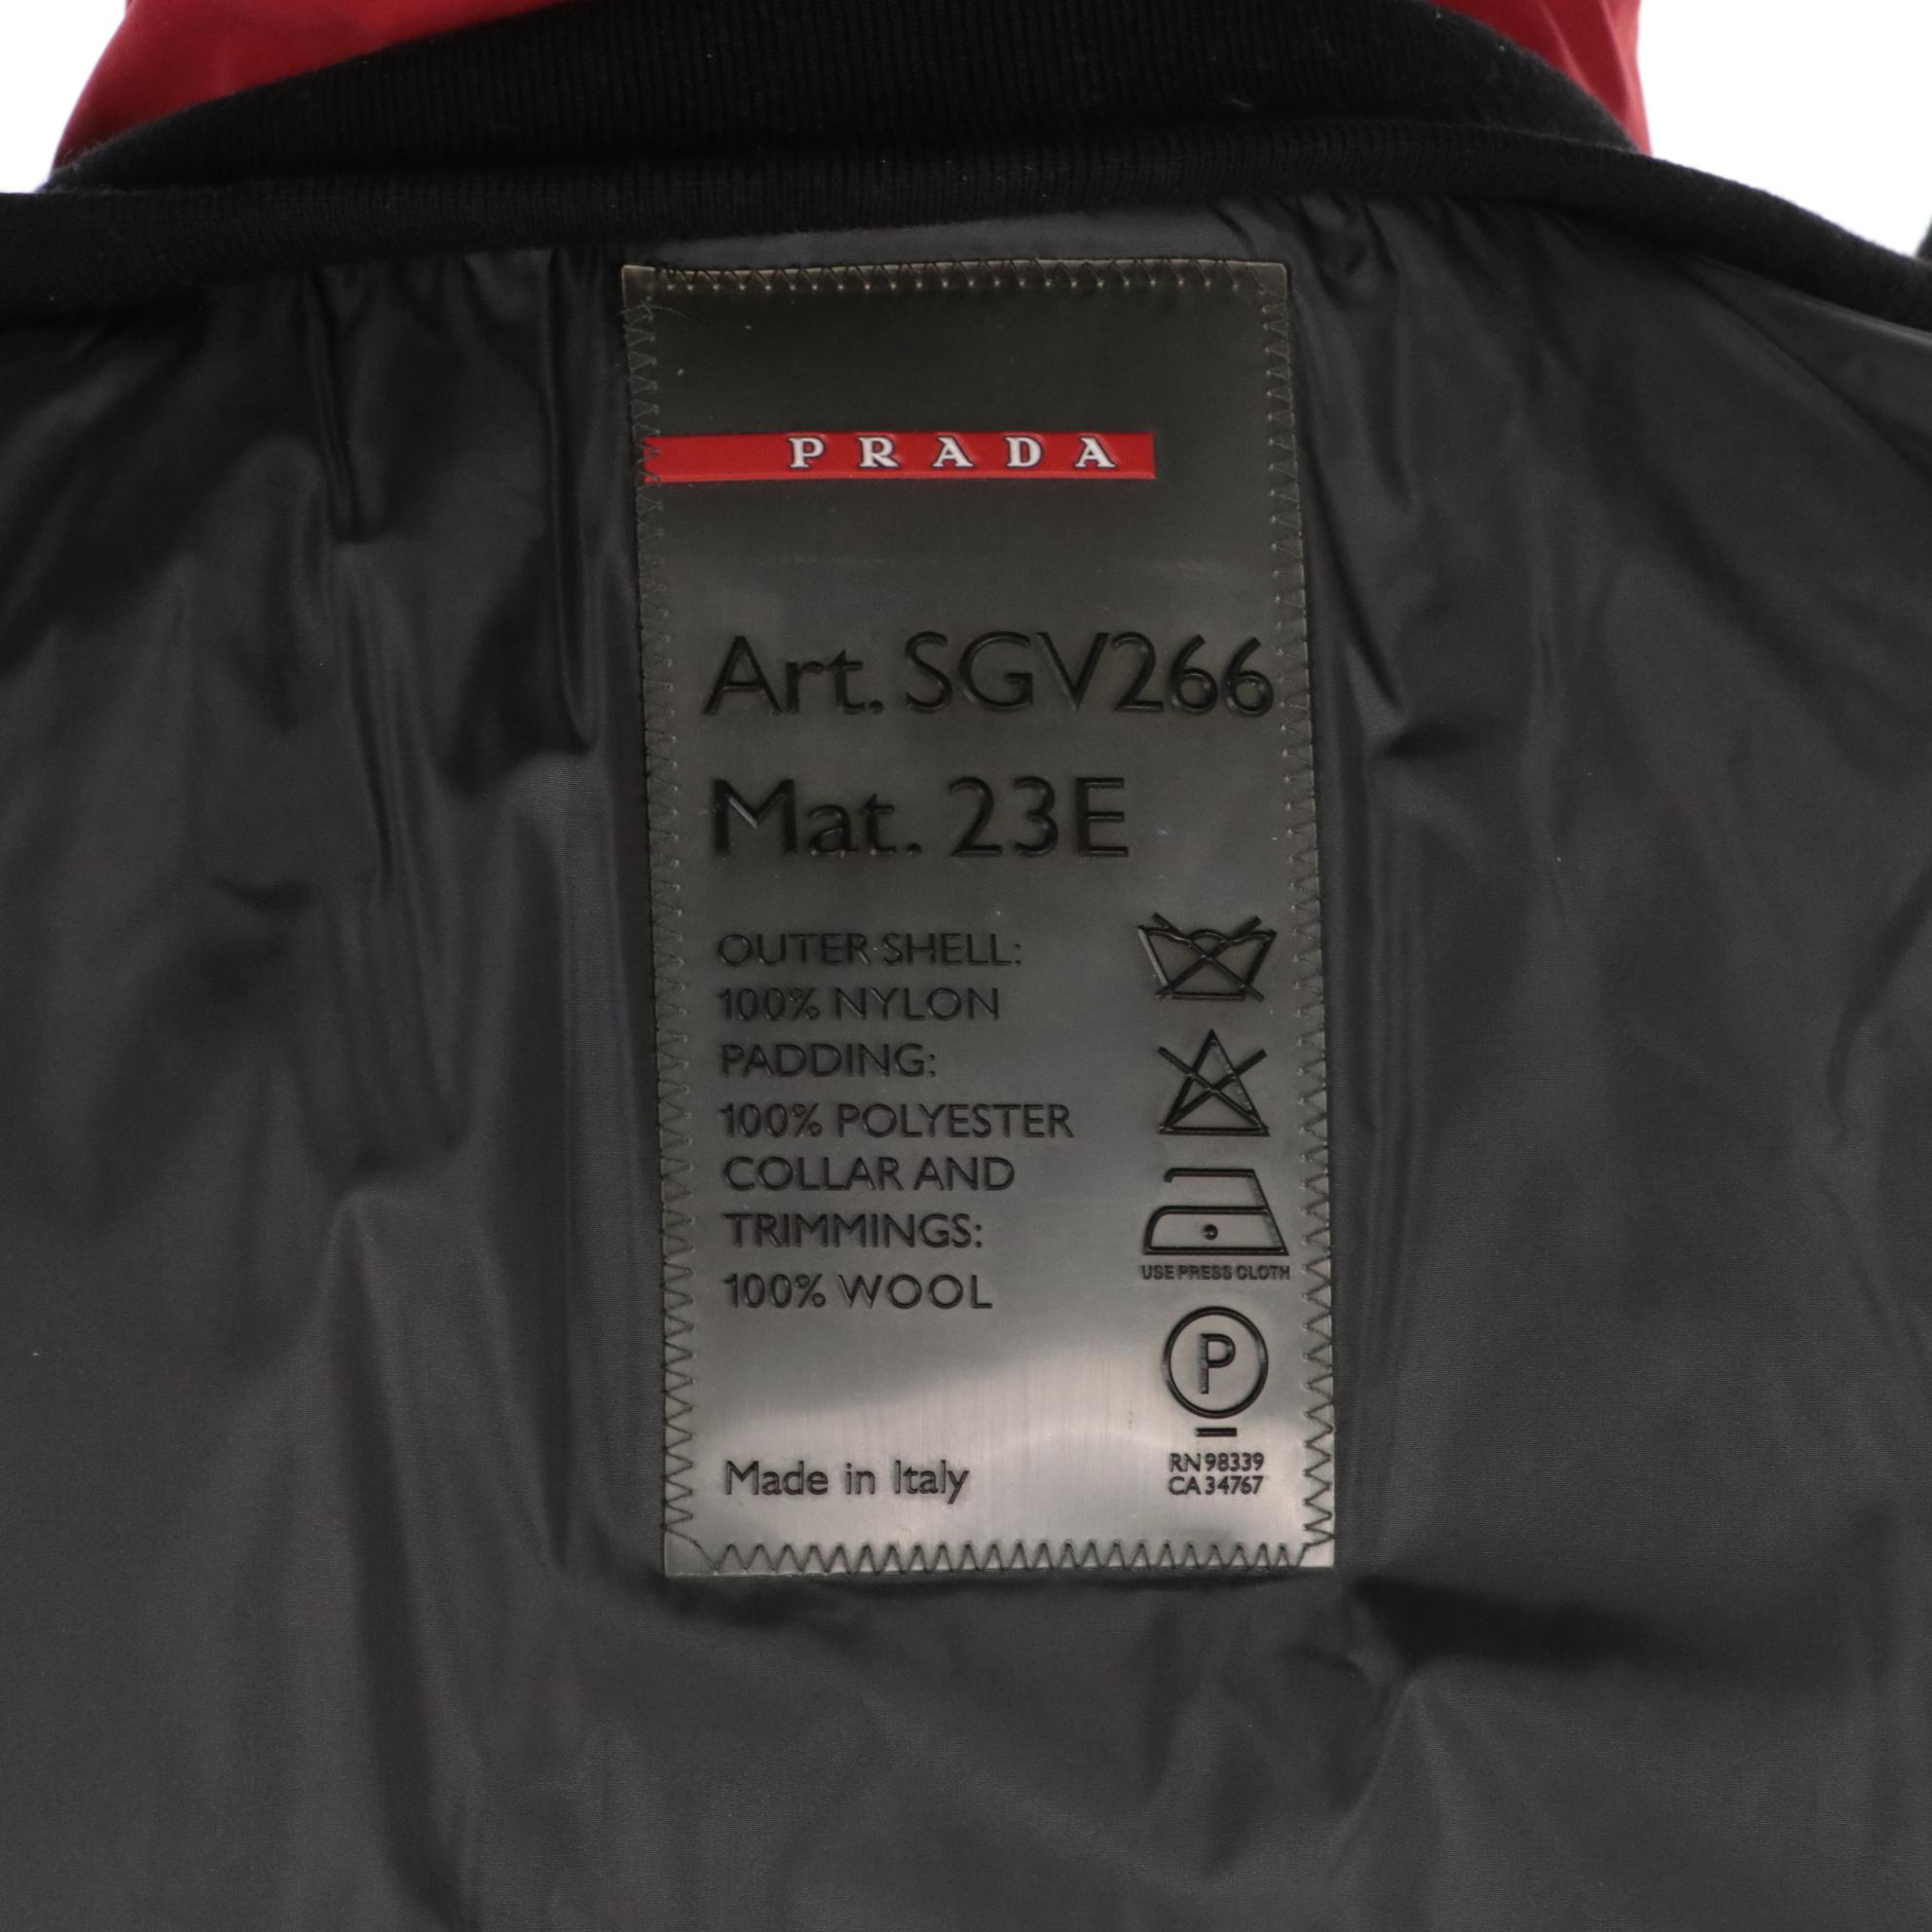 PRADA
Art. SGV266
Mat. 23E
OUTER SHELL:
100% NYLON
PADDING:
100% POLYESTER
COLLAR AND
TRIMMINGS:
100% WOOL
USE PRESS CLOTH
P
Made in Italy
RN 98339
CA 34767